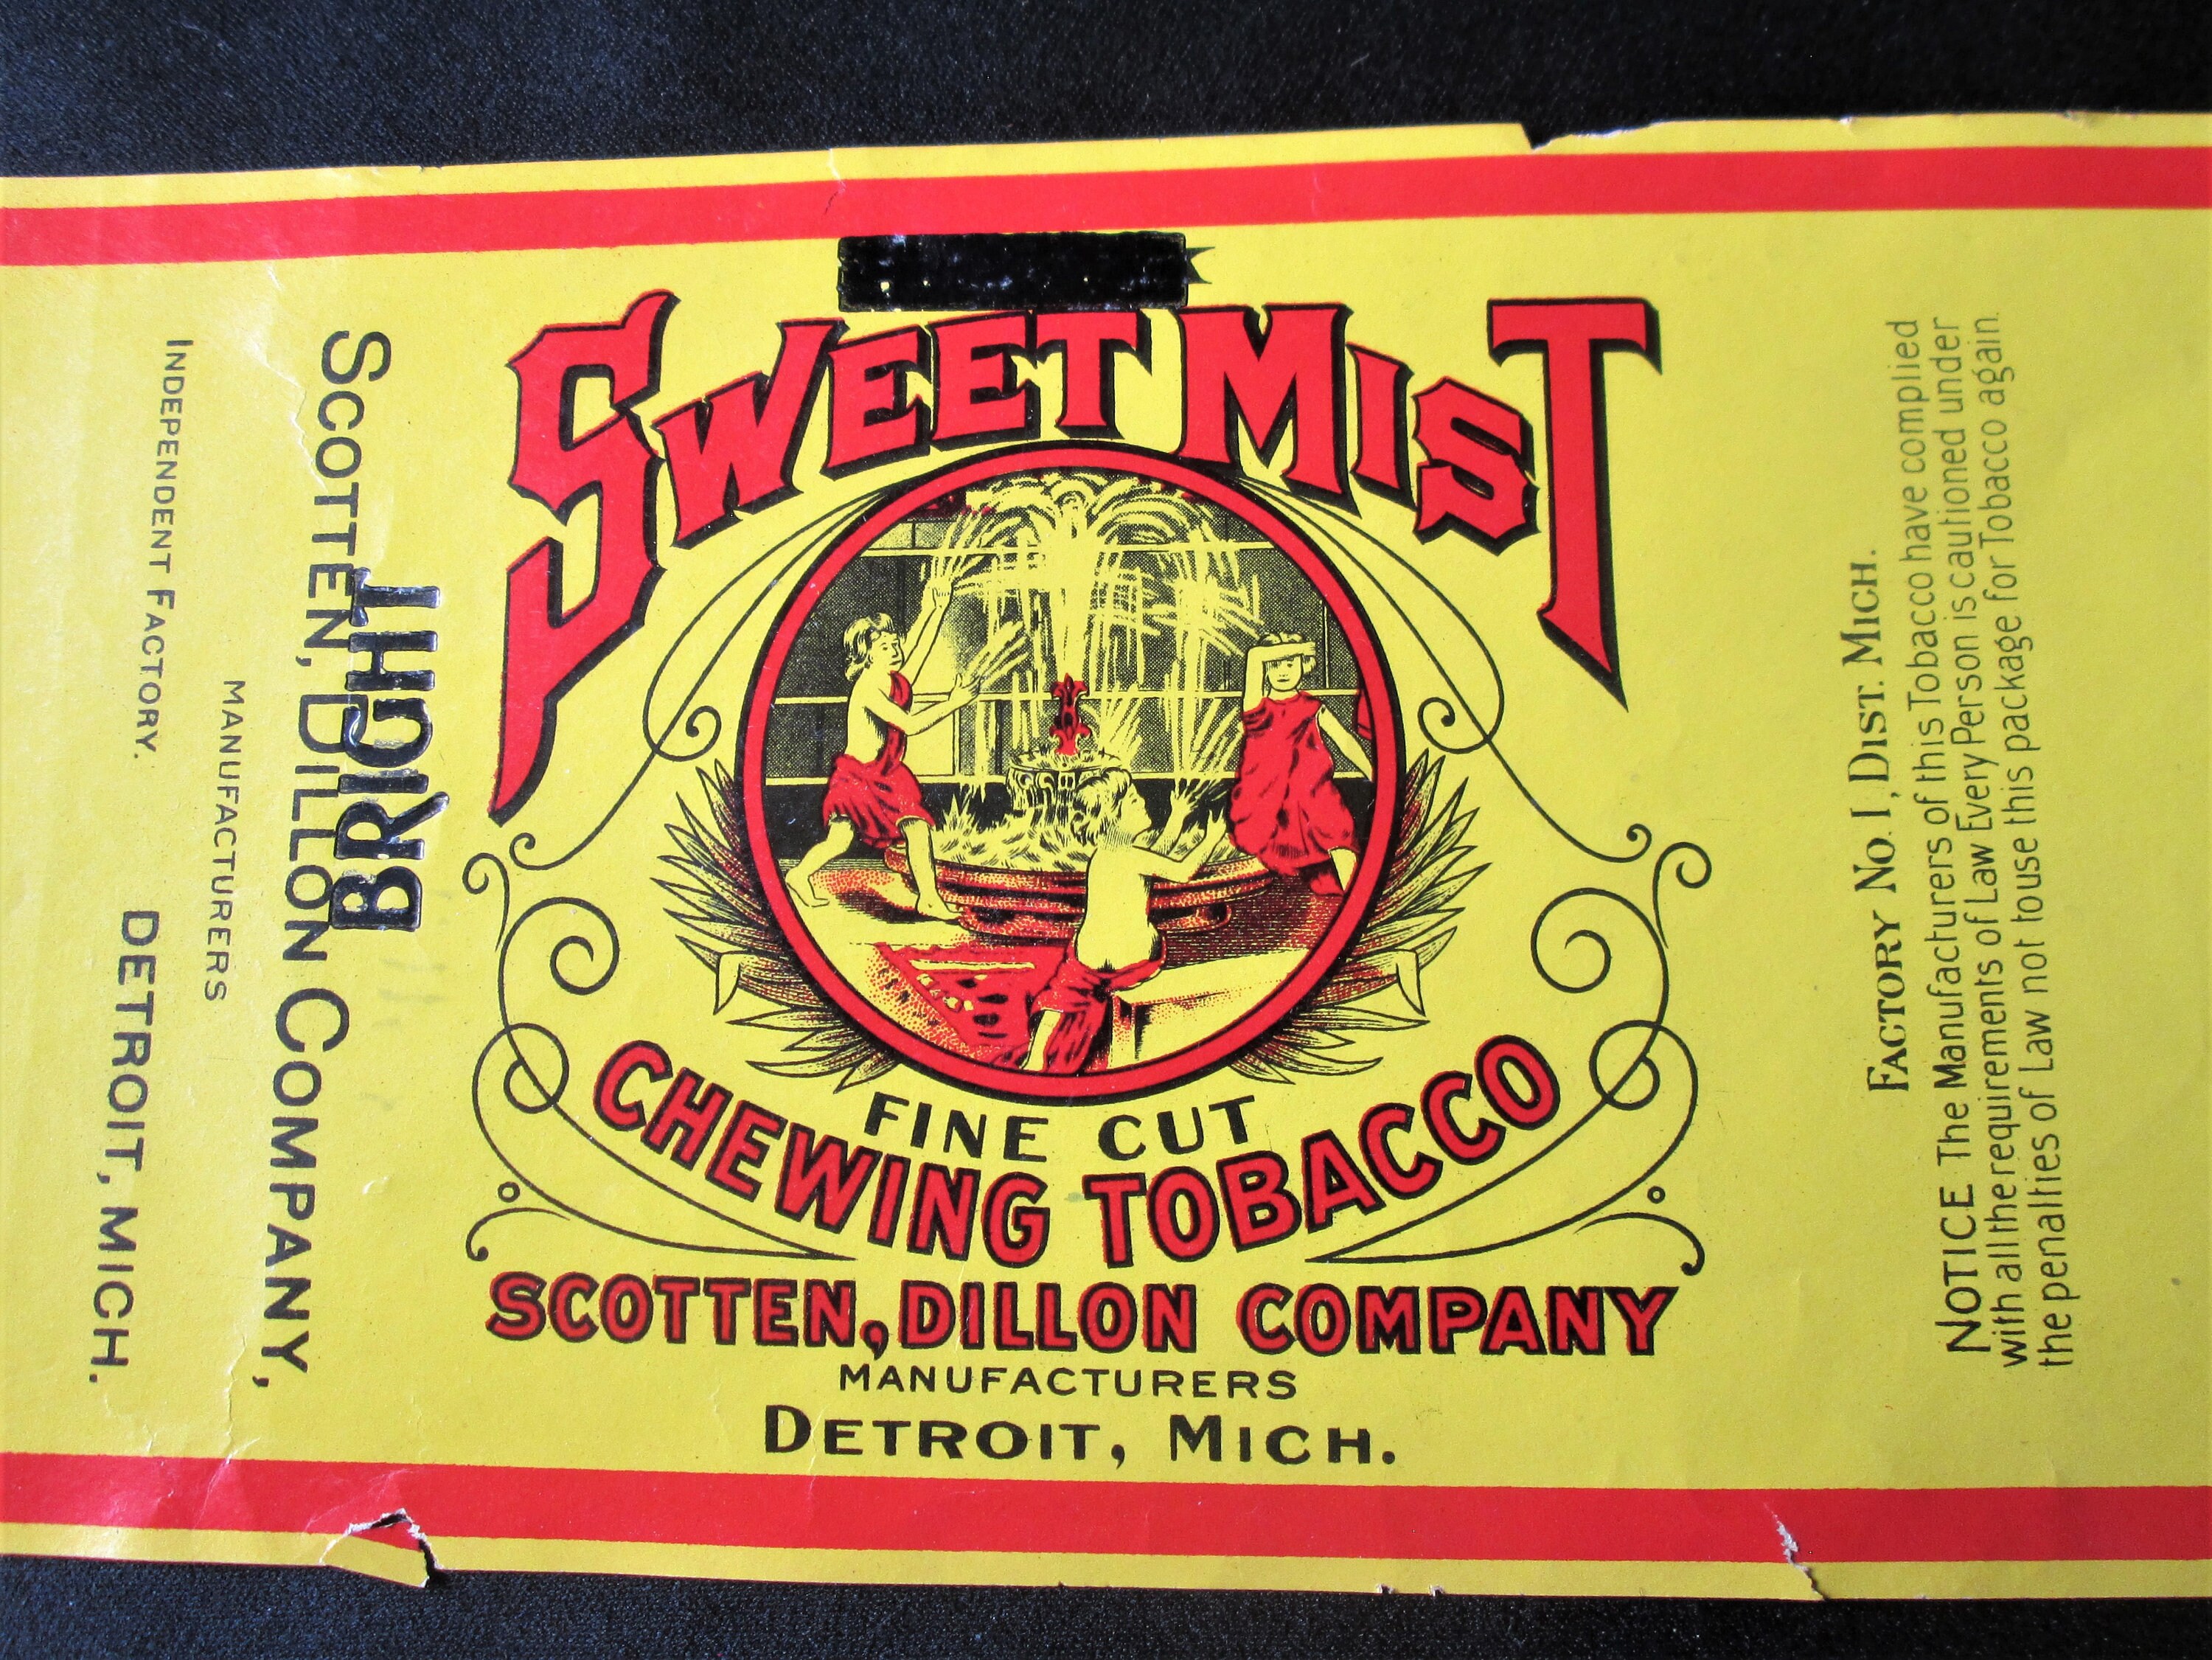 SWEET MIST
FINE CUT
CHEWING TOBACCO
SCOTTEN, DILLON COMPANY
MANUFACTURERS
DETROIT, MICH.
BRIGHT
SCOTTEN, DILLON COMPANY,
MANUFACTURERS
INDEPENDENT FACTORY.
DETROIT, MICH.
FACTORY No. 1, DIST. MICH.
NOTICE The Manufacturers of this Tobacco have complied
with all the requirements of Law Every Person is cautioned under
the penalties of Law not to use this package for Tobacco again.